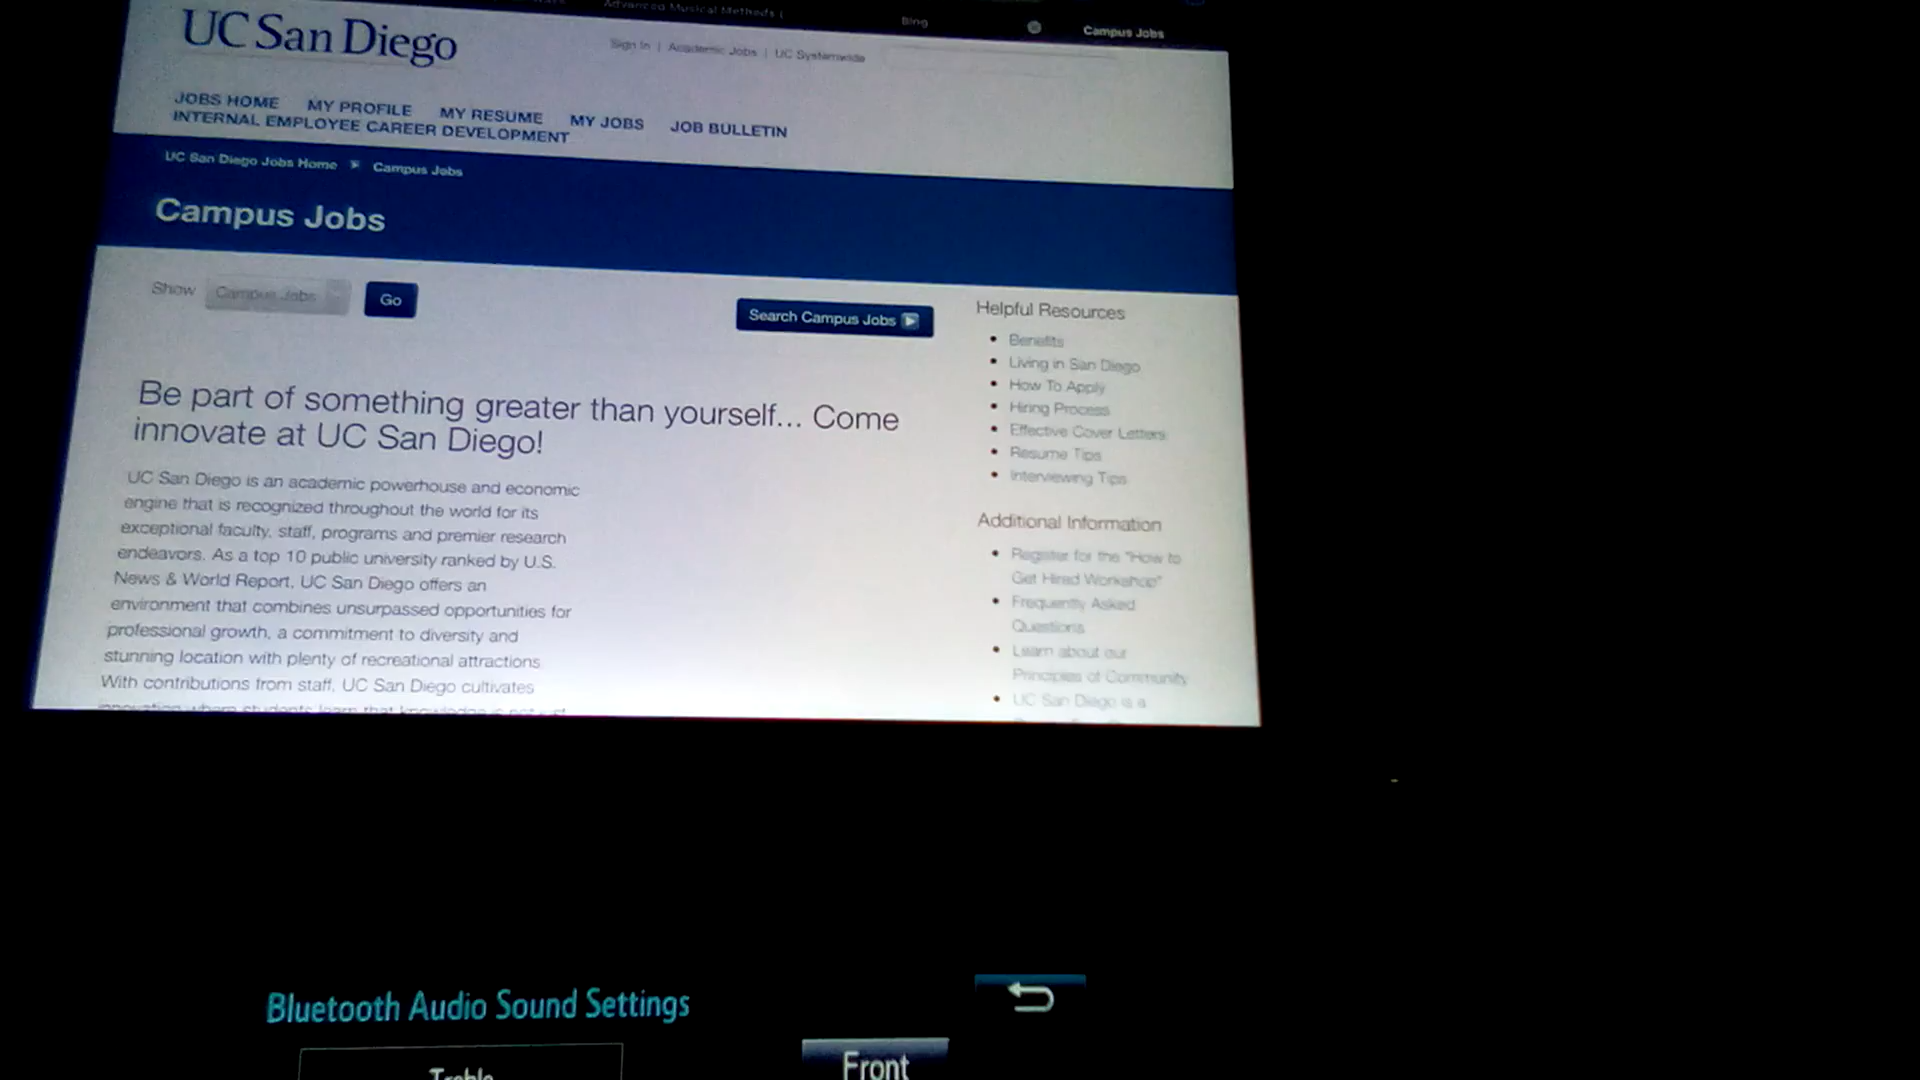 Advanced Musical Methods (
Bing
Campus Jobs
UC San Diego
Sign In | Academic Jobs | UC Systemwide
JOBS HOME MY PROFILE MY RESUME MY JOBS JOB BULLETIN
INTERNAL EMPLOYEE CAREER DEVELOPMENT
UC San Diego Jobs Home Campus Jobs
Campus Jobs
Show Campus Jobs Go
Search Campus Jobs
Be part of something greater than yourself... Come
innovate at UC San Diego!
UC San Diego is an academic powerhouse and economic
engine that is recognized throughout the world for its
exceptional faculty, staff, programs and premier research
endeavors. As a top 10 public university ranked by U.S.
News & World Report, UC San Diego offers an
environment that combines unsurpassed opportunities for
professional growth, a commitment to diversity and
stunning location with plenty of recreational attractions
With contributions from staff, UC San Diego cultivates
innovation where students learn that knowledge is not just
Helpful Resources
Benefits
Living in San Diego
How To Apply
Hiring Process
Effective Cover Letters
Resume Tips
Interviewing Tips
Additional Information
Register for the "How to
Get Hired Workshop"
Frequently Asked
Questions
Learn about our
Principles of Community
UC San Diego is a
Bluetooth Audio Sound Settings
Treble
Front